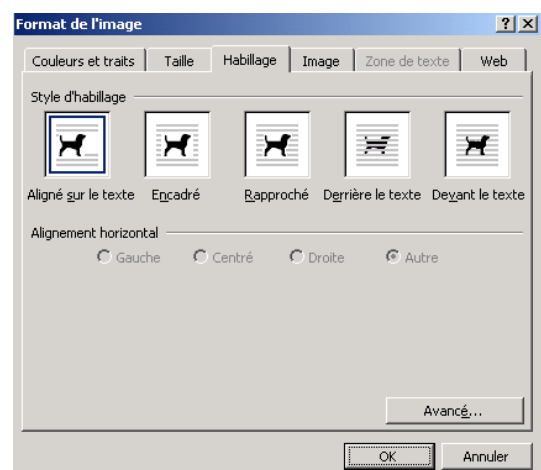 Format de l'image
Couleurs et traits Taille Habillage Image Zone de texte Web
Style d'habillage
Aligné sur le texte Encadré Rapproché Derrière le texte Devant le texte
Alignement horizontal
Gauche Centré Droite Autre
Avancé...
OK Annuler